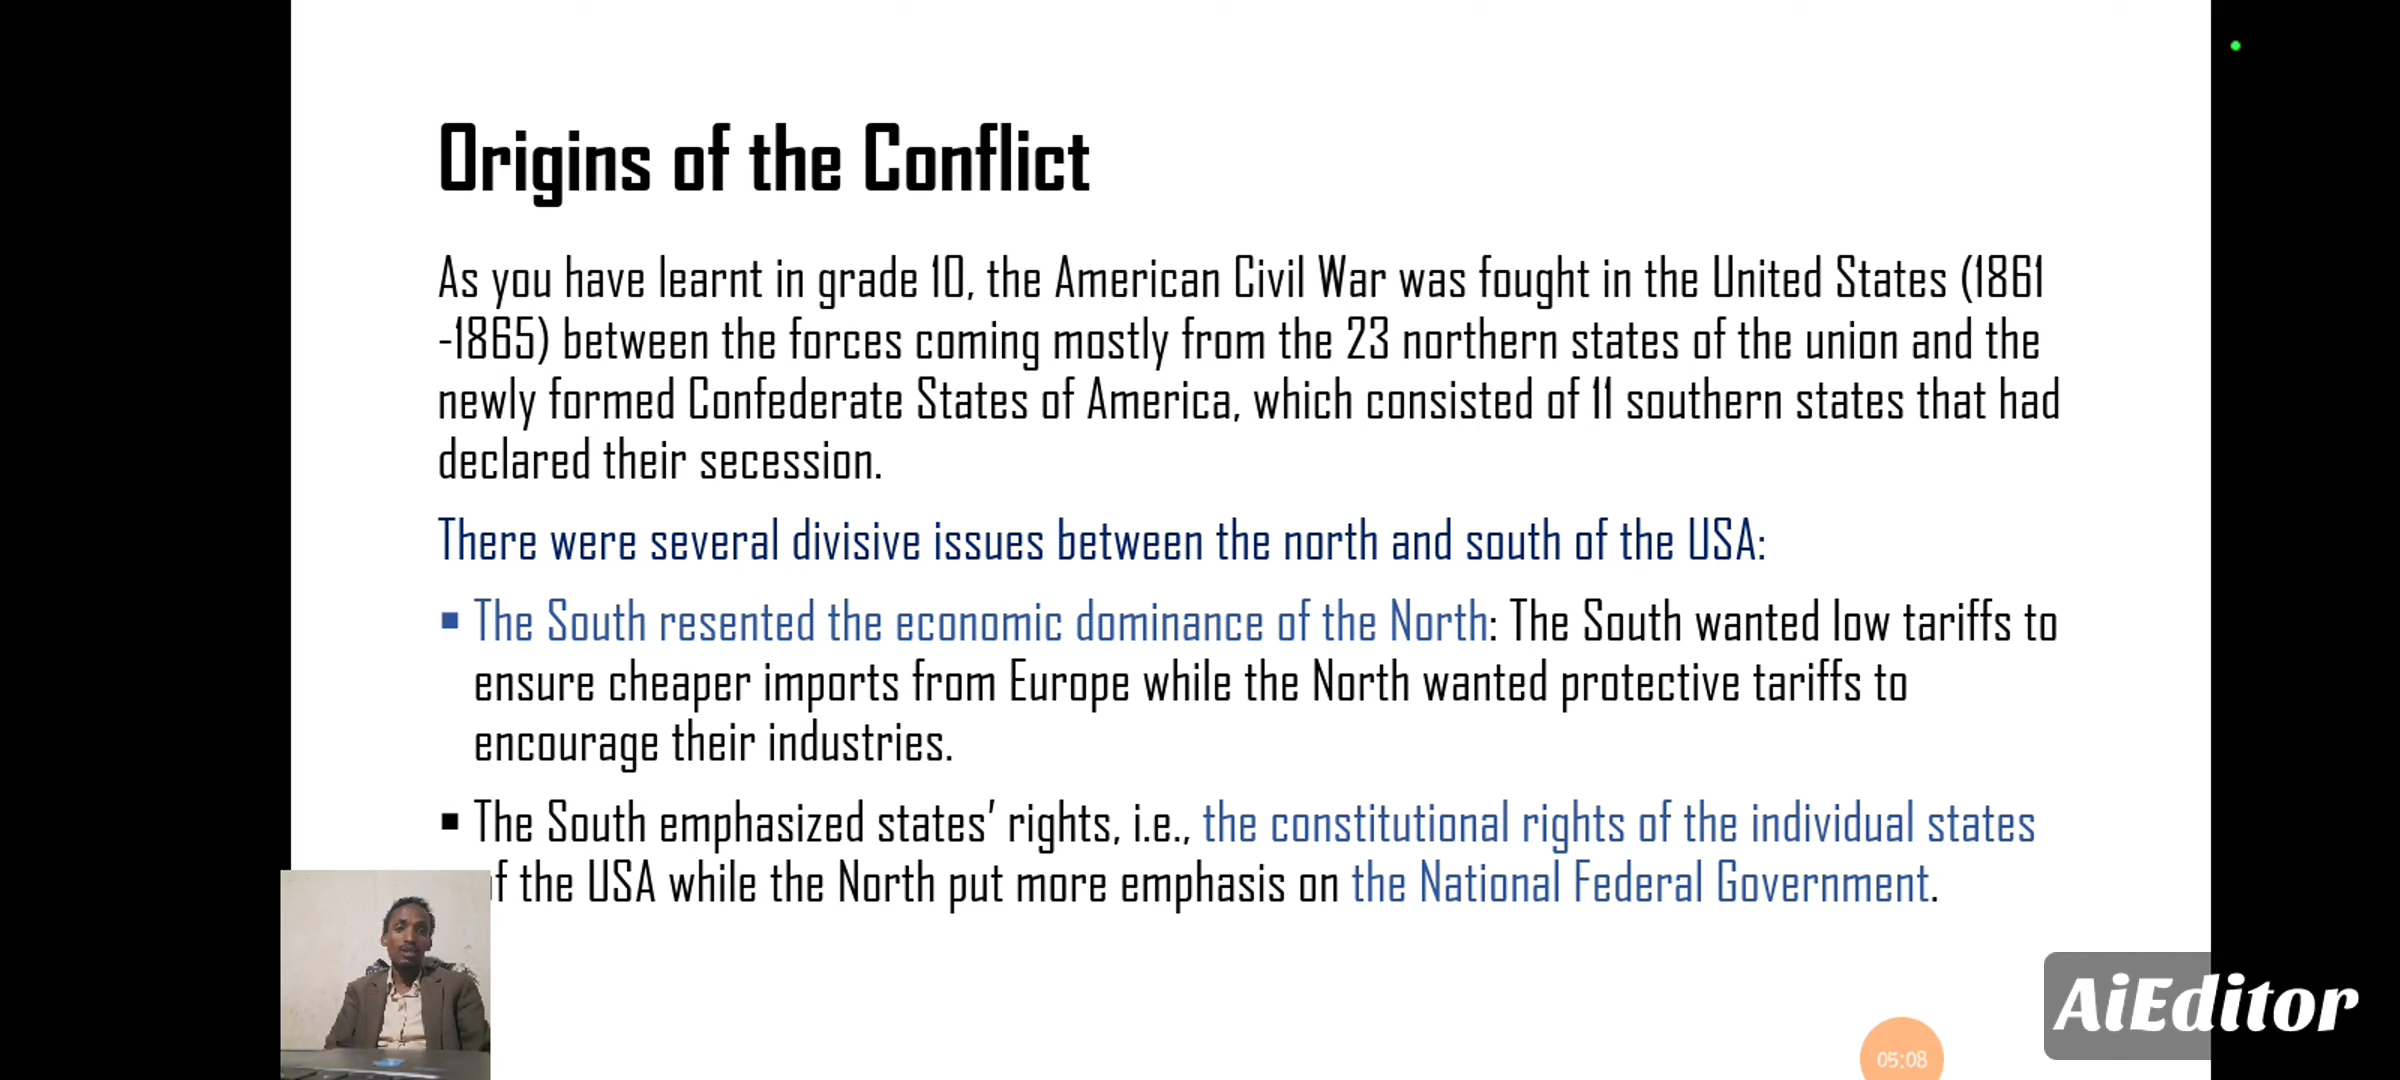 Origins of the Conflict
As you have learnt in grade 10, the American Civil War was fought in the United States (1861
-1865) between the forces coming mostly from the 23 northern states of the union and the
newly formed Confederate States of America, which consisted of 11 southern states that had
declared their secession.
There were several divisive issues between the north and south of the USA:
▪ The South resented the economic dominance of the North: The South wanted low tariffs to
ensure cheaper imports from Europe while the North wanted protective tariffs to
encourage their industries.
▪ The South emphasized states’ rights, i.e., the constitutional rights of the individual states
the USA while the North put more emphasis on the National Federal Government.
AiEditor
05:08